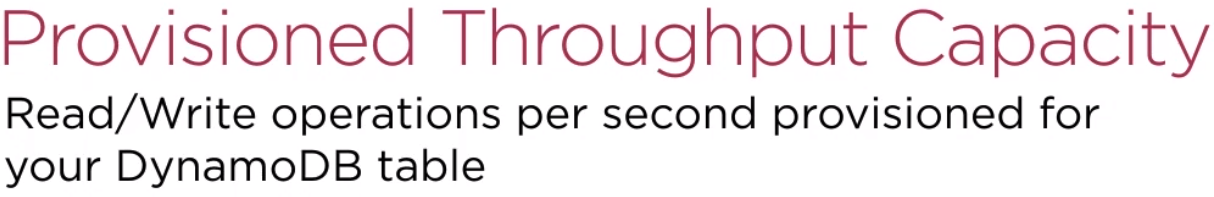 Provisioned Throughput Capacity
Read/Write operations per second provisioned for
your DynamoDB table